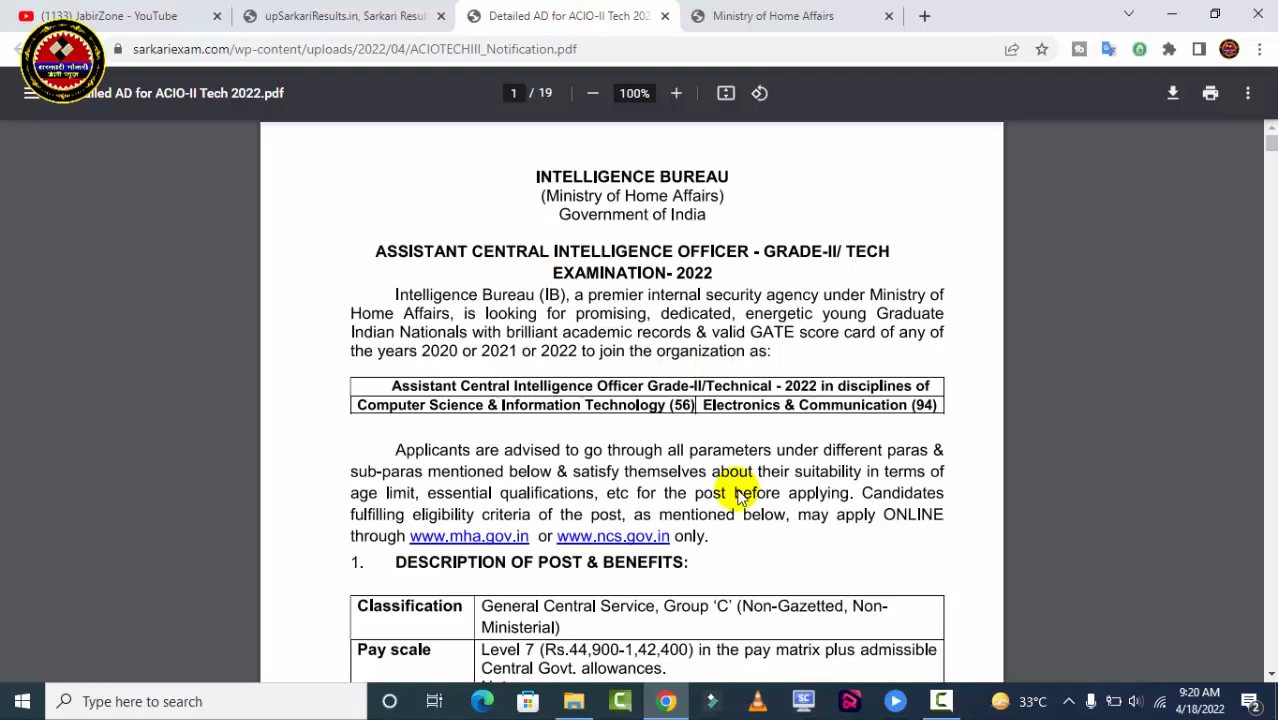 (1133) JabirZone - YouTube
upSarkariResults.in, Sarkari Resu
Detailed AD for ACIO-II Tech 202
Ministry of Home Affairs
sarkariexam.com/wp-content/uploads/2022/04/ACIOTECHIII_Notification.pdf
सरकारी नौकरी
iled AD for ACIO-II Tech 2022.pdf
1 / 19
100%
INTELLIGENCE BUREAU
(Ministry of Home Affairs)
Government of India
ASSISTANT CENTRAL INTELLIGENCE OFFICER - GRADE-II/ TECH
EXAMINATION- 2022
Intelligence Bureau (IB), a premier internal security agency under Ministry of
Home Affairs, is looking for promising, dedicated, energetic young Graduate
Indian Nationals with brilliant academic records & valid GATE score card of any of
the years 2020 or 2021 or 2022 to join the organization as:
Assistant Central Intelligence Officer Grade-II/Technical - 2022 in disciplines of
Computer Science & Information Technology (56) Electronics & Communication (94)
Applicants are advised to go through all parameters under different paras &
sub-paras mentioned below & satisfy themselves about their suitability in terms of
age limit, essential qualifications, etc for the post before applying. Candidates
fulfilling eligibility criteria of the post, as mentioned below, may apply ONLINE
through www.mha.gov.in or www.ncs.gov.in only.
1. DESCRIPTION OF POST & BENEFITS:
Classification General Central Service, Group ‘C’ (Non-Gazetted, Non-
Ministerial)
Pay scale Level 7 (Rs.44,900-1,42,400) in the pay matrix plus admissible
Central Govt. allowances.
Type here to search
33°C
9:20 AM
4/18/2022
2